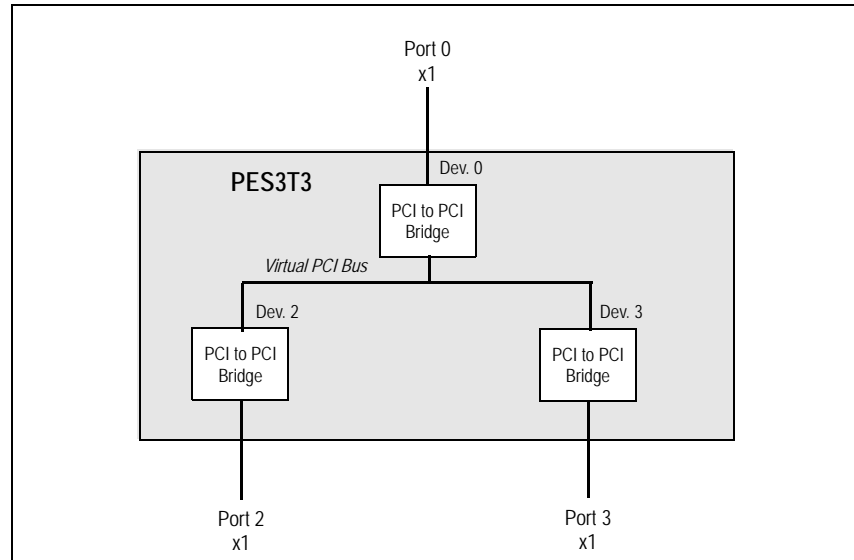 Port 0
x1
Dev. 0
PES3T3
PCI to PCI
Bridge
Virtual PCI Bus
Dev. 2
Dev. 3
PCI to PCI
Bridge
PCI to PCI
Bridge
Port 2
x1
Port 3
x1